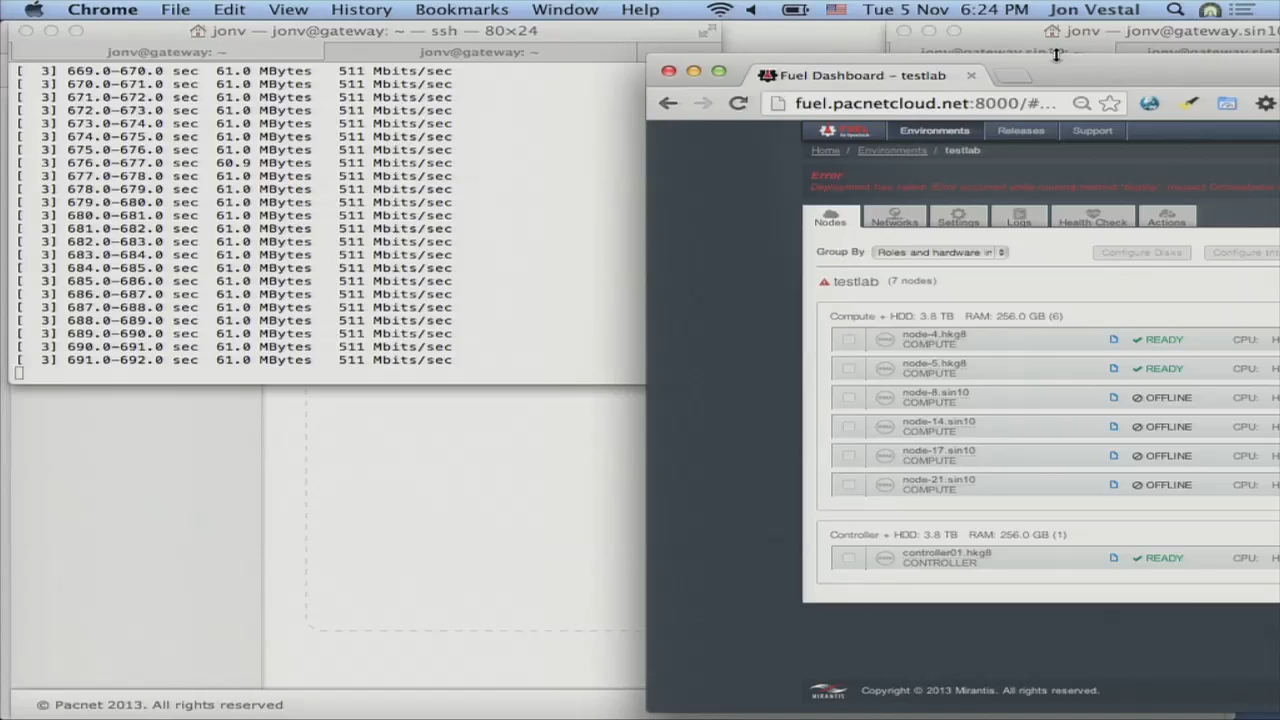 Chrome File Edit View History Bookmarks Window Help Tue 5 Nov 6:24 PM Jon Vestal
jonv — jonv@gateway: ~ — ssh — 80×24
jonv@gateway: ~ jonv@gateway: ~
[ 3] 669.0-670.0 sec 61.0 MBytes 511 Mbits/sec
[ 3] 670.0-671.0 sec 61.0 MBytes 511 Mbits/sec
[ 3] 671.0-672.0 sec 61.0 MBytes 511 Mbits/sec
[ 3] 672.0-673.0 sec 61.0 MBytes 511 Mbits/sec
[ 3] 673.0-674.0 sec 61.0 MBytes 511 Mbits/sec
[ 3] 674.0-675.0 sec 61.0 MBytes 511 Mbits/sec
[ 3] 675.0-676.0 sec 61.0 MBytes 511 Mbits/sec
[ 3] 676.0-677.0 sec 60.9 MBytes 511 Mbits/sec
[ 3] 677.0-678.0 sec 61.0 MBytes 511 Mbits/sec
[ 3] 678.0-679.0 sec 61.0 MBytes 511 Mbits/sec
[ 3] 679.0-680.0 sec 61.0 MBytes 511 Mbits/sec
[ 3] 680.0-681.0 sec 61.0 MBytes 511 Mbits/sec
[ 3] 681.0-682.0 sec 61.0 MBytes 511 Mbits/sec
[ 3] 682.0-683.0 sec 61.0 MBytes 511 Mbits/sec
[ 3] 683.0-684.0 sec 61.0 MBytes 511 Mbits/sec
[ 3] 684.0-685.0 sec 61.0 MBytes 511 Mbits/sec
[ 3] 685.0-686.0 sec 61.0 MBytes 511 Mbits/sec
[ 3] 686.0-687.0 sec 61.0 MBytes 511 Mbits/sec
[ 3] 687.0-688.0 sec 61.0 MBytes 511 Mbits/sec
[ 3] 688.0-689.0 sec 61.0 MBytes 511 Mbits/sec
[ 3] 689.0-690.0 sec 61.0 MBytes 511 Mbits/sec
[ 3] 690.0-691.0 sec 61.0 MBytes 511 Mbits/sec
[ 3] 691.0-692.0 sec 61.0 MBytes 511 Mbits/sec
© Pacnet 2013. All rights reserved
jonv — jonv@gateway.sin10
Fuel Dashboard – testlab
fuel.pacnetcloud.net:8000/#...
Environments Releases Support
Home / Environments / testlab
Error
Deployment has failed. Error occurred while running method 'deploy'. Inspect
Nodes Networks Settings Logs Health Check Actions
Group By Roles and hardware in Configure Disks Configure Int
testlab (7 nodes)
Compute + HDD: 3.8 TB RAM: 256.0 GB (6)
node-4.hkg8
COMPUTE READY CPU: H
node-5.hkg8
COMPUTE READY CPU: H
node-8.sin10
COMPUTE OFFLINE CPU: H
node-14.sin10
COMPUTE OFFLINE CPU: H
node-17.sin10
COMPUTE OFFLINE CPU: H
node-21.sin10
COMPUTE OFFLINE CPU: H
Controller + HDD: 3.8 TB RAM: 256.0 GB (1)
controller01.hkg8
CONTROLLER READY CPU: H
MIRANTIS Copyright © 2013 Mirantis. All rights reserved.